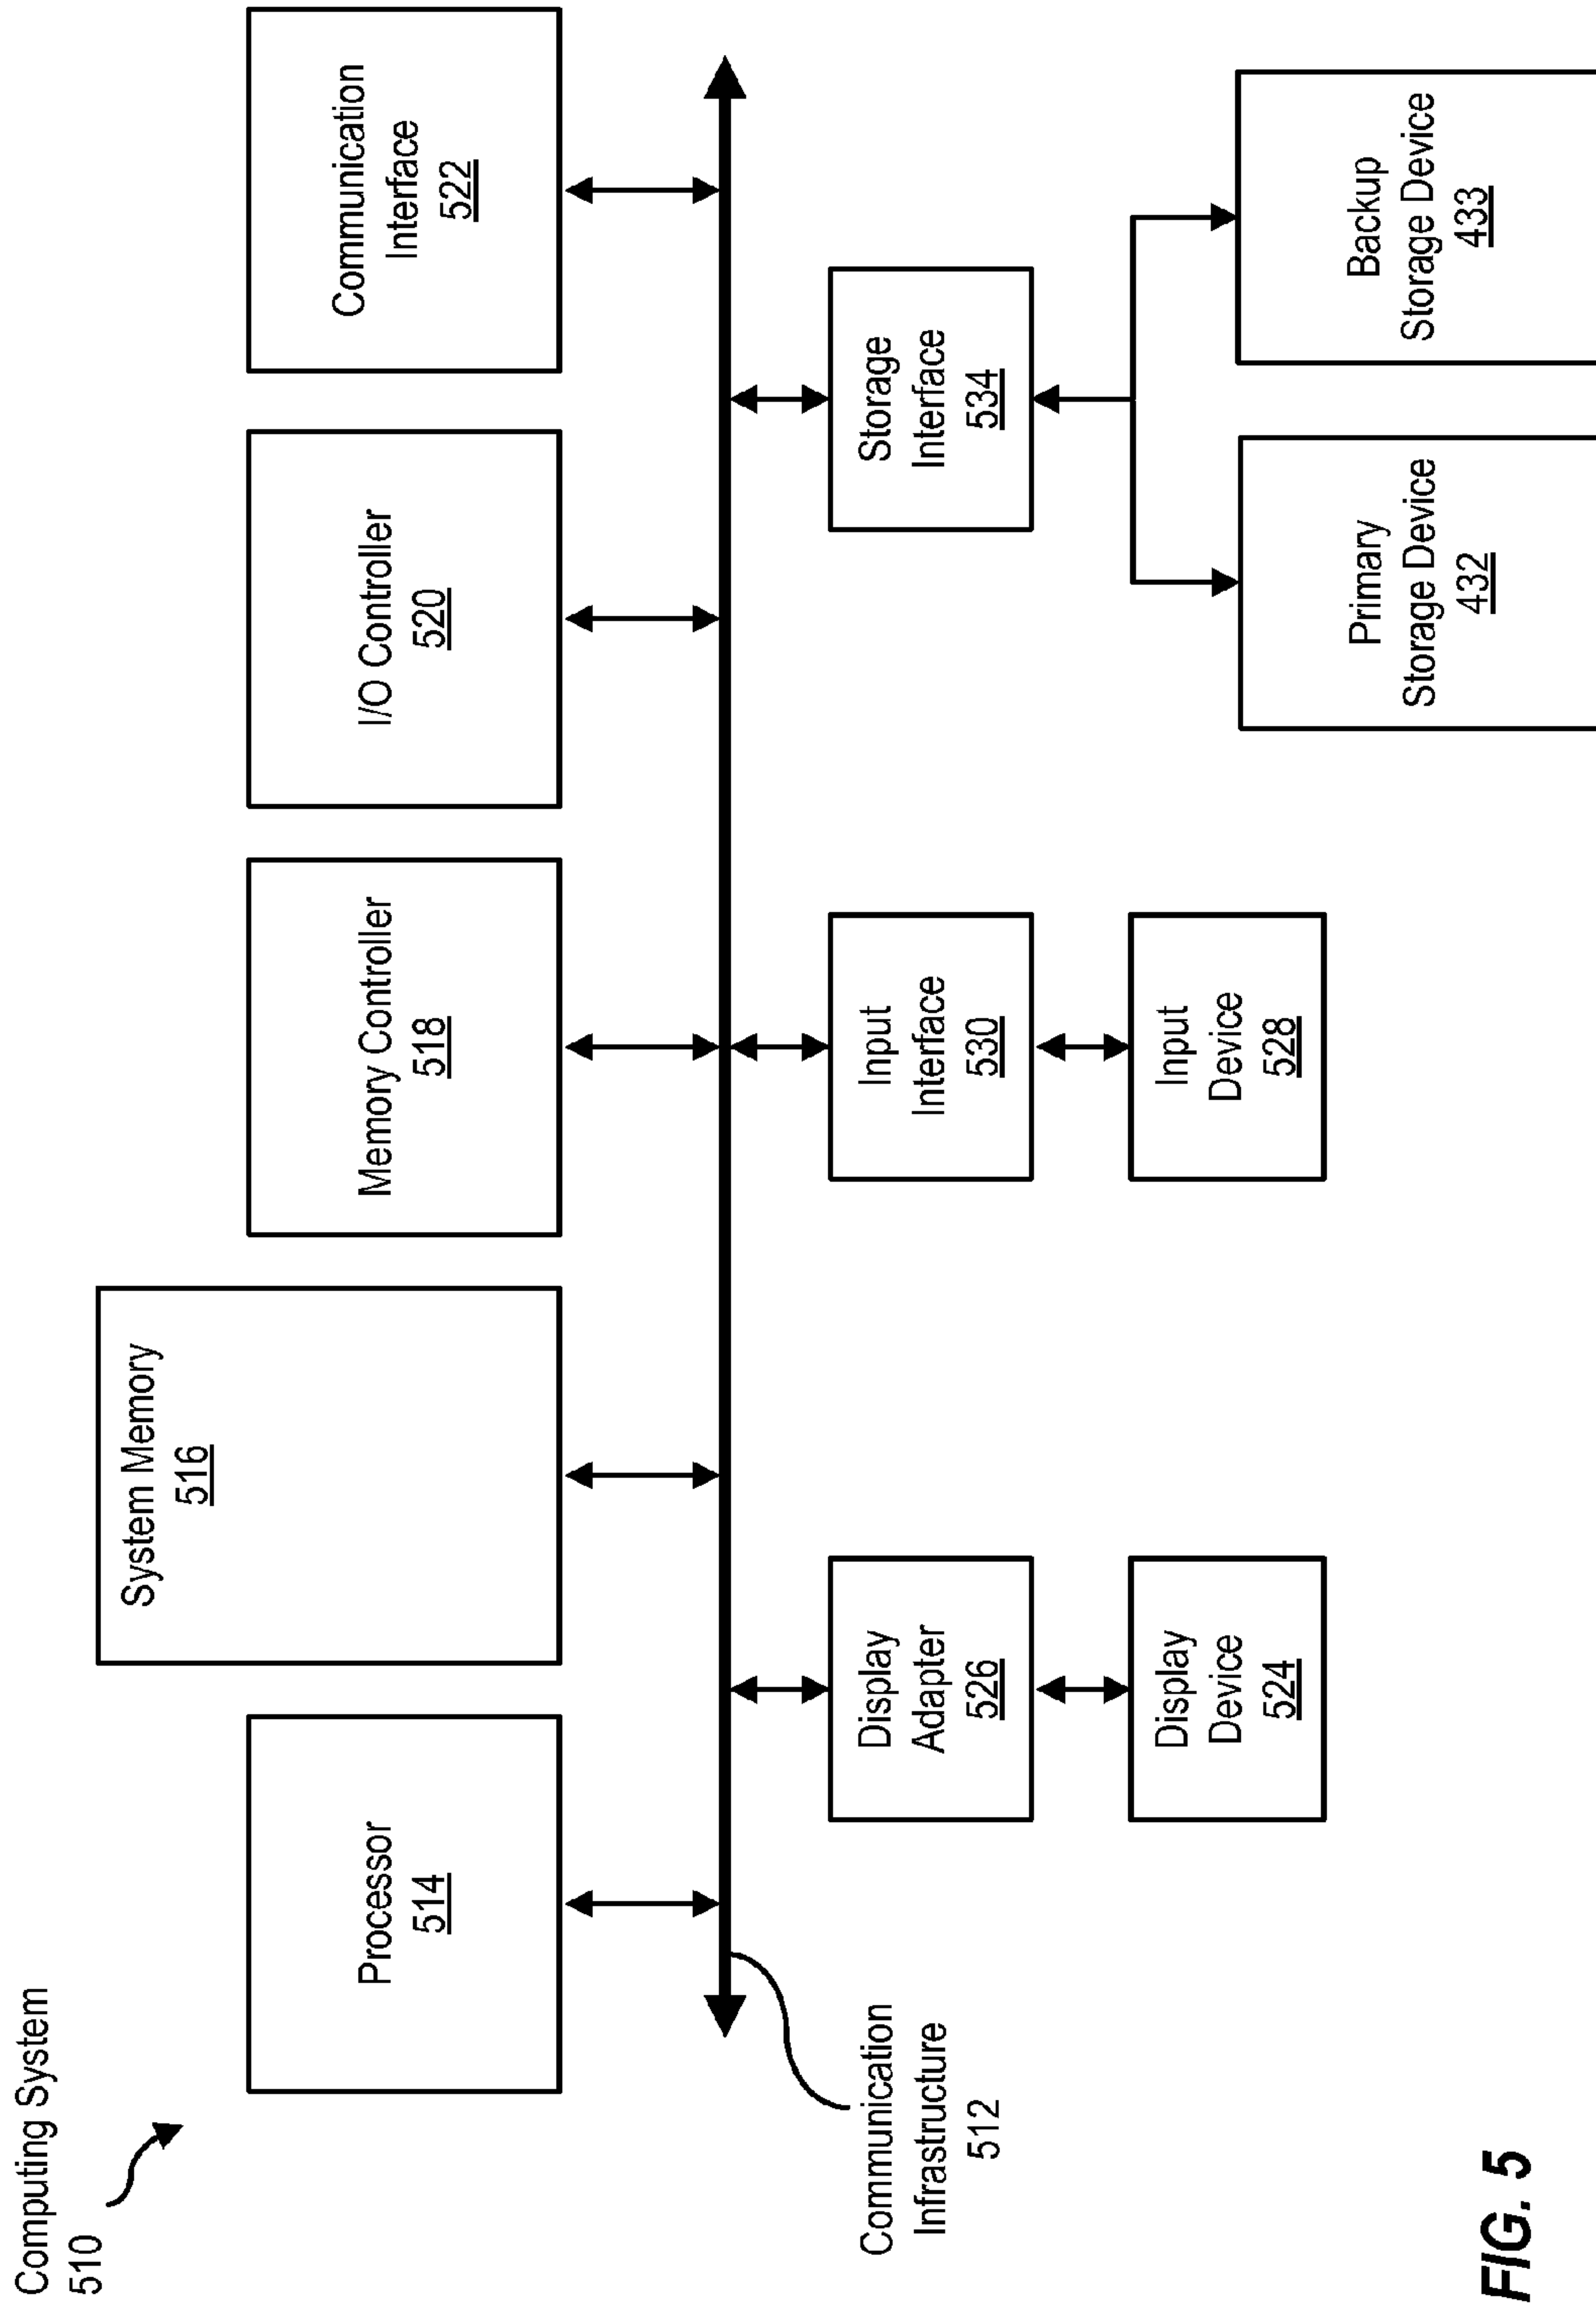 Computing System
510
Processor
514
System Memory
516
Memory Controller
518
I/O Controller
520
Communication
Interface
522
Communication
Infrastructure
512
Display
Adapter
526
Input
Interface
530
Storage
Interface
534
Display
Device
524
Input
Device
528
Primary
Storage Device
432
Backup
Storage Device
433
FIG. 5